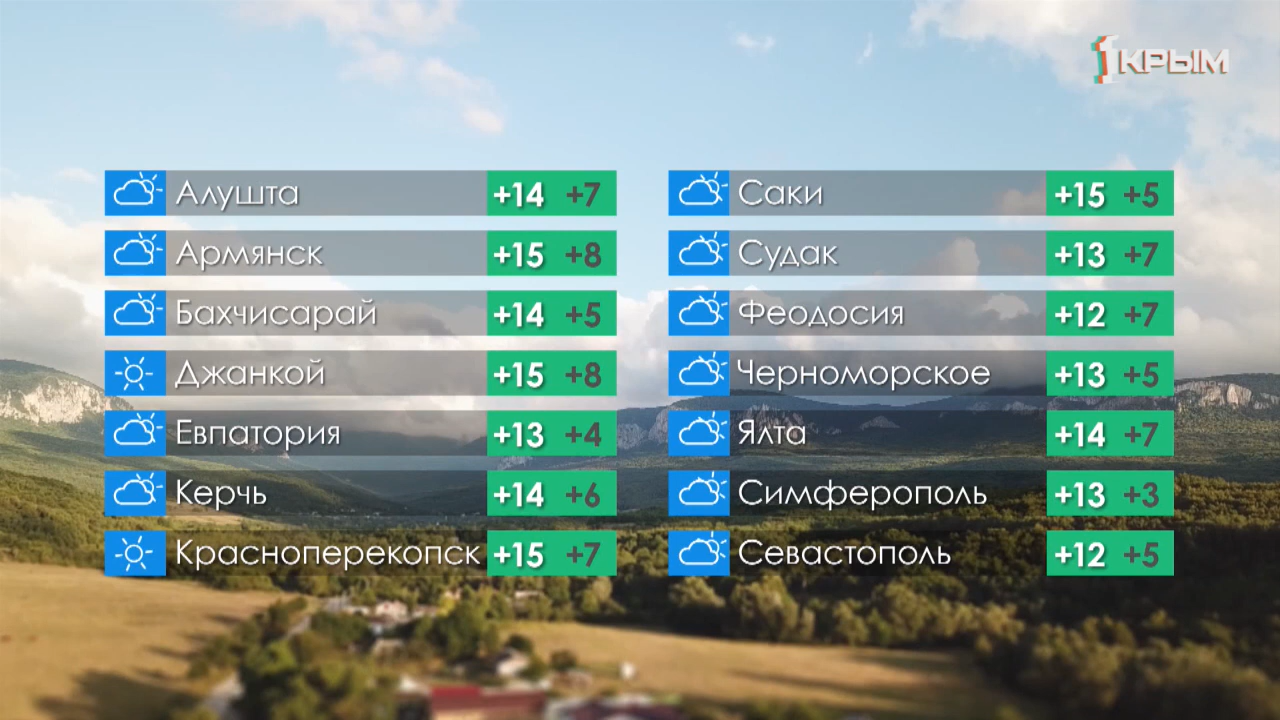 1 КРЫМ
Алушта +14 +7
Армянск +15 +8
Бахчисарай +14 +5
Джанкой +15 +8
Евпатория +13 +4
Керчь +14 +6
Красноперекопск +15 +7
Саки +15 +5
Судак +13 +7
Феодосия +12 +7
Черноморское +13 +5
Ялта +14 +7
Симферополь +13 +3
Севастополь +12 +5